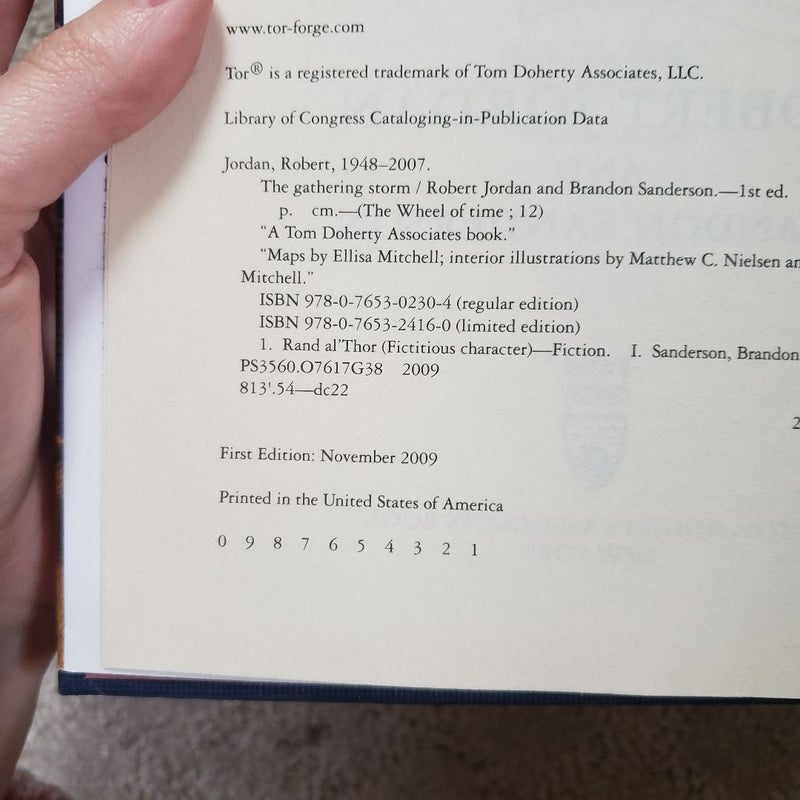 www.tor-forge.com
Tor® is a registered trademark of Tom Doherty Associates, LLC.
Library of Congress Cataloging-in-Publication Data
Jordan, Robert, 1948–2007.
The gathering storm / Robert Jordan and Brandon Sanderson.—1st ed.
p. cm.—(The Wheel of time ; 12)
“A Tom Doherty Associates book.”
“Maps by Ellisa Mitchell; interior illustrations by Matthew C. Nielsen
Mitchell.”
ISBN 978-0-7653-0230-4 (regular edition)
ISBN 978-0-7653-2416-0 (limited edition)
1. Rand al'Thor (Fictitious character)—Fiction. I. Sanderson, Brandon
PS3560.O7617G38 2009
813'.54—dc22
2
First Edition: November 2009
Printed in the United States of America
0 9 8 7 6 5 4 3 2 1